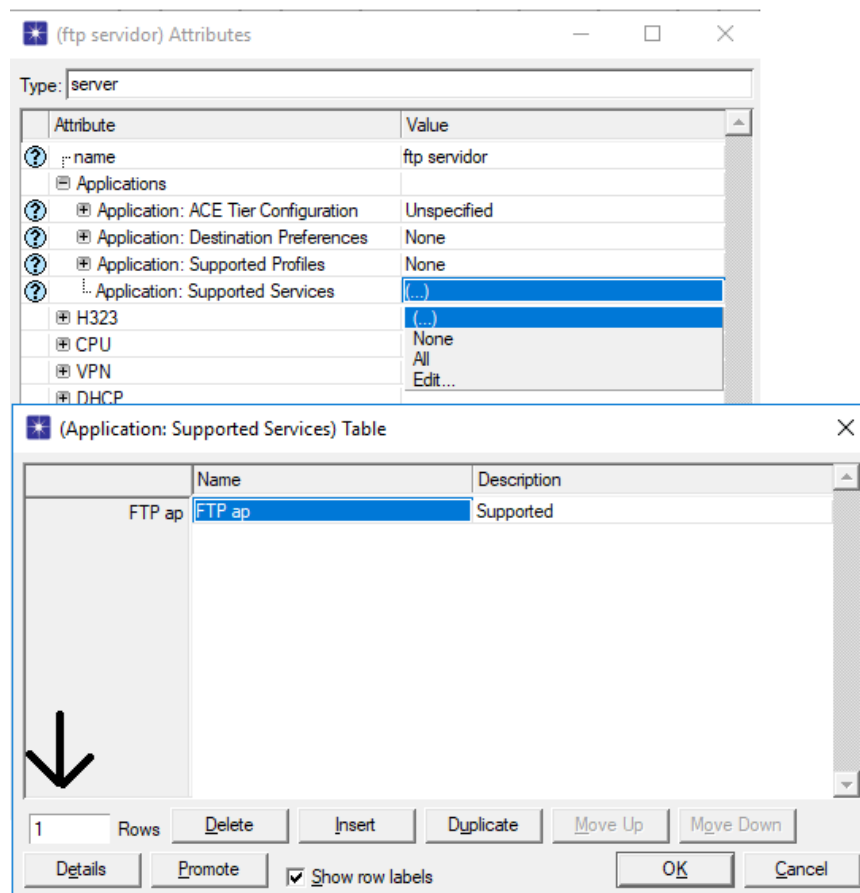 (ftp servidor) Attributes
Type: server
Attribute Value
name ftp servidor
Applications
Application: ACE Tier Configuration Unspecified
Application: Destination Preferences None
Application: Supported Profiles None
Application: Supported Services (...)
H323 (...)
CPU None
All
VPN Edit...
DHCP
(Application: Supported Services) Table
Name Description
FTP ap FTP ap Supported
1 Rows Delete Insert Duplicate Move Up Move Down
Details Promote Show row labels OK Cancel